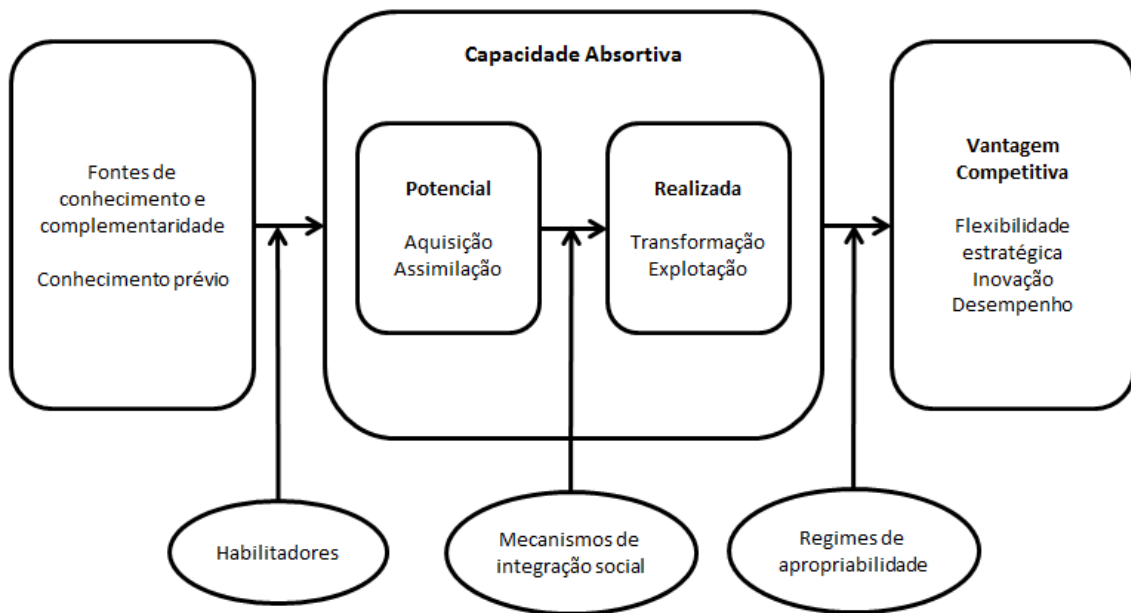 Fontes de
conhecimento e
complementaridade
Conhecimento prévio
Capacidade Absortiva
Potencial
Aquisição
Assimilação
Realizada
Transformação
Explotação
Vantagem
Competitiva
Flexibilidade
estratégica
Inovação
Desempenho
Habilitadores
Mecanismos de
integração social
Regimes de
apropriabilidade